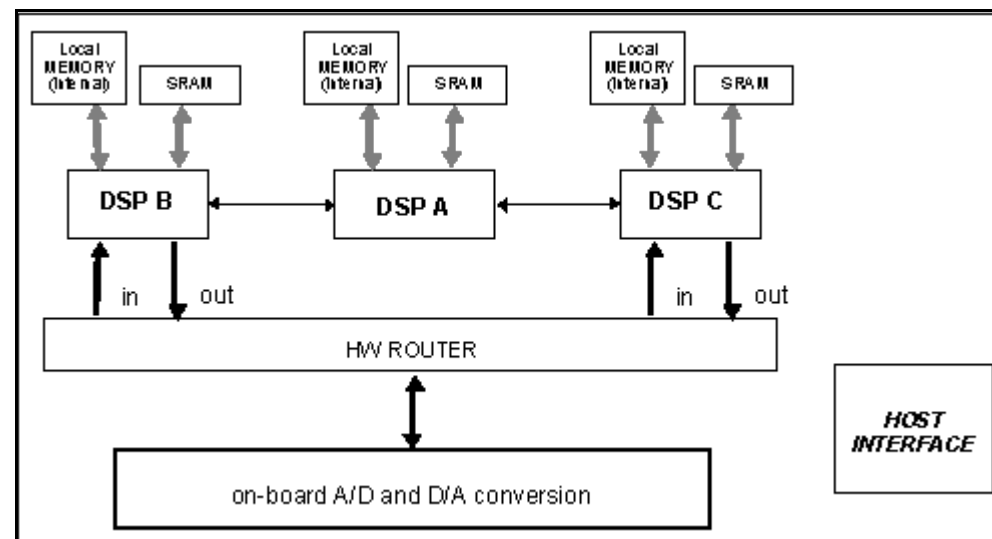 Local
MEMORY
(Internal)
SRAM
Local
MEMORY
(Internal)
SRAM
Local
MEMORY
(Internal)
SRAM
DSP B
DSP A
DSP C
in
out
in
out
HW ROUTER
on-board A/D and D/A conversion
HOST
INTERFACE